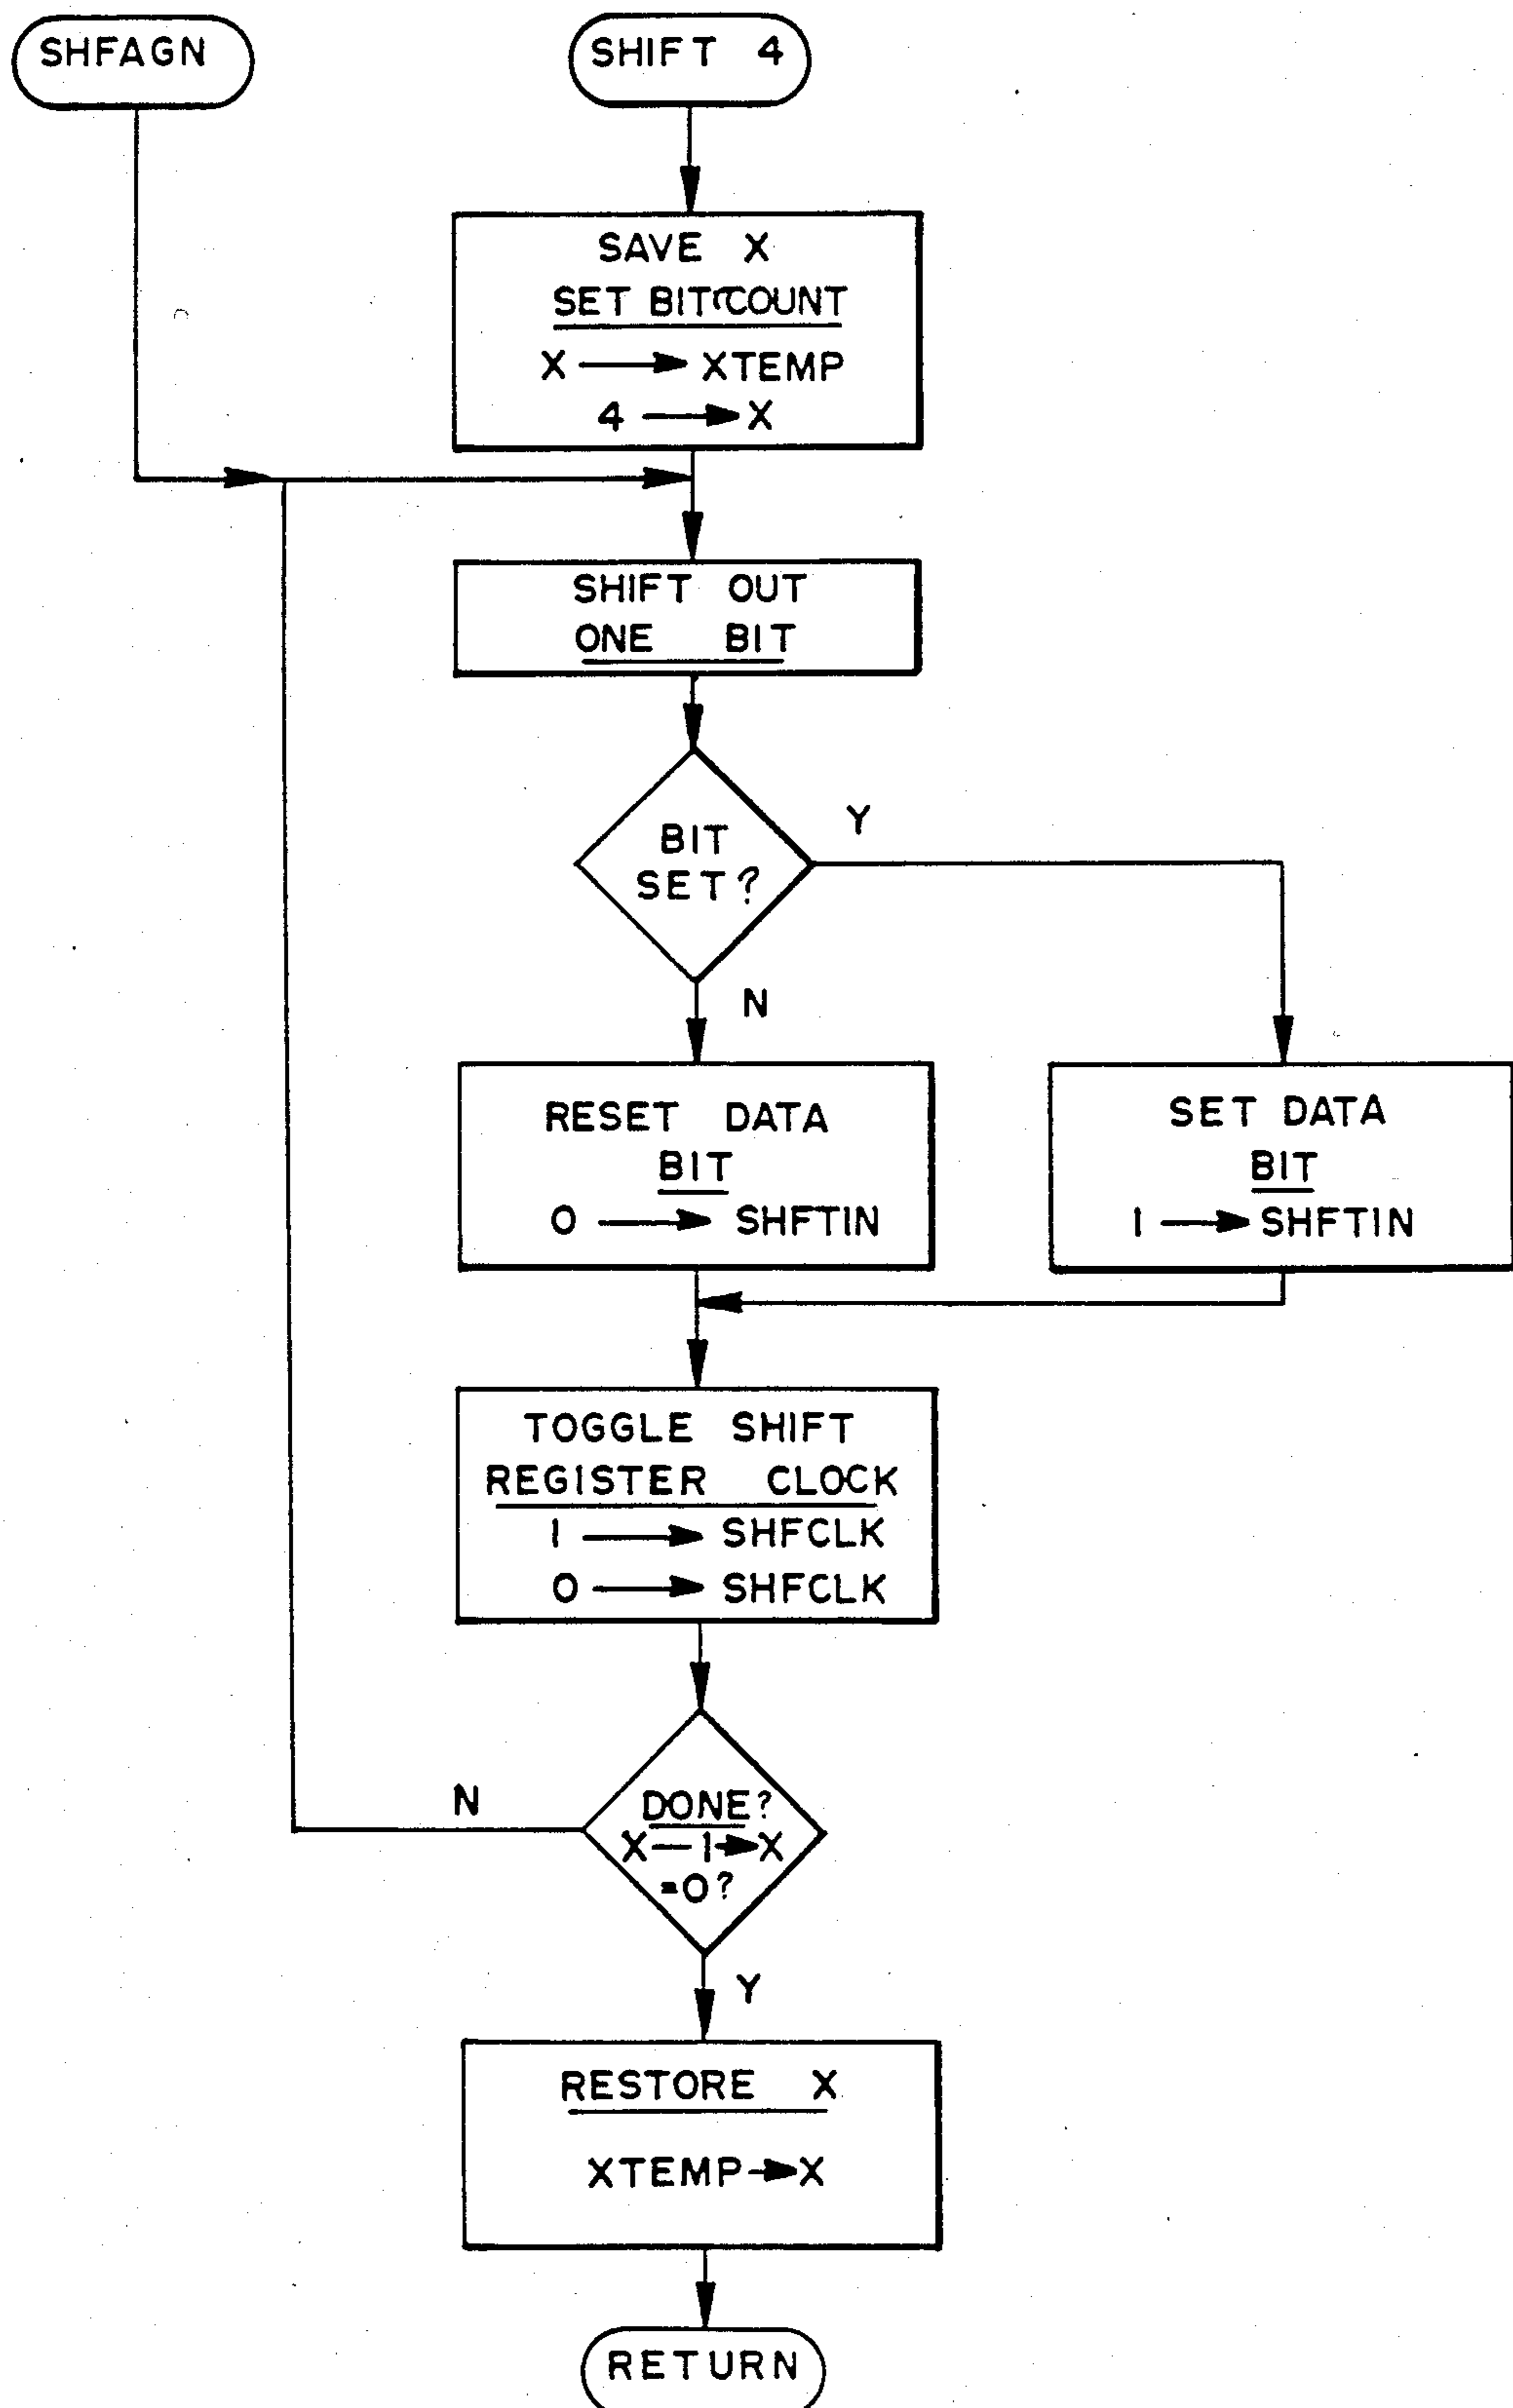 SHFAGN
SHIFT 4
SAVE X
SET BIT COUNT
X → XTEMP
4 → X
SHIFT OUT
ONE BIT
BIT
SET?
Y
N
RESET DATA
BIT
0 → SHFTIN
SET DATA
BIT
1 → SHFTIN
TOGGLE SHIFT
REGISTER CLOCK
1 → SHFCLK
0 → SHFCLK
DONE?
X — 1 → X
=0?
N
Y
RESTORE X
XTEMP → X
RETURN